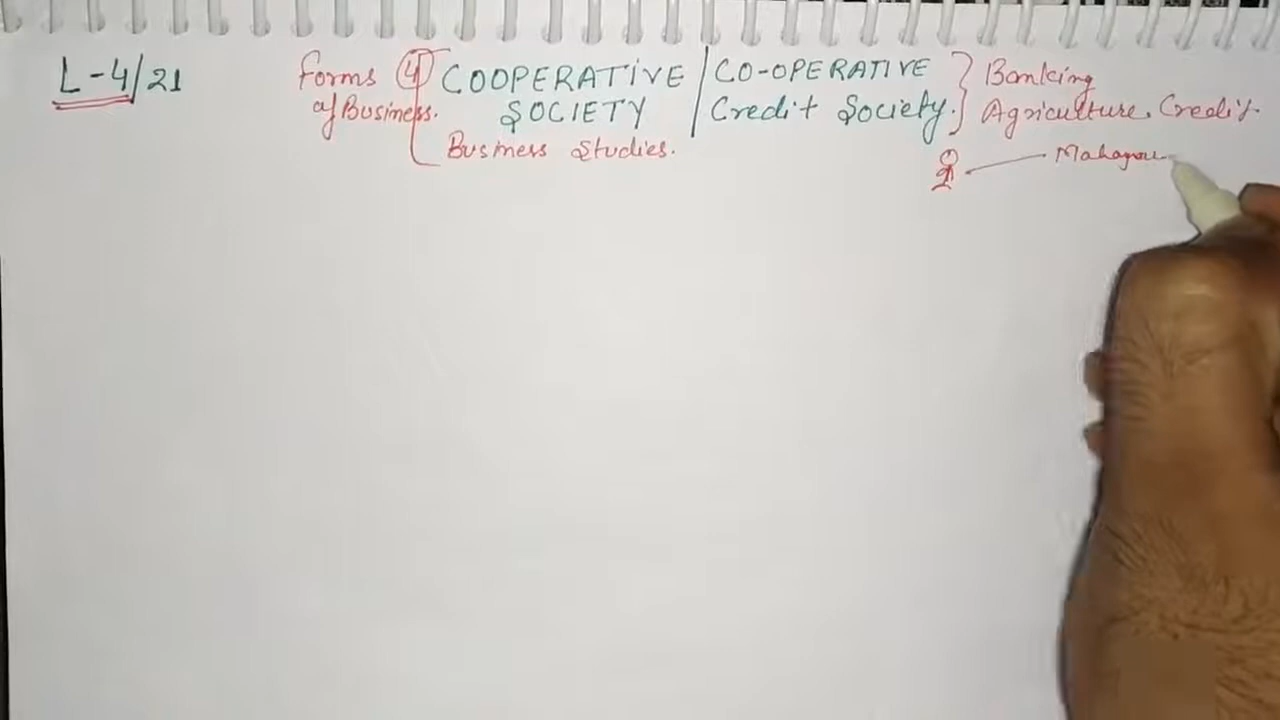 L-4/21
Forms of Business.
④ COOPERATIVE SOCIETY
Business Studies.
CO-OPERATIVE Credit Society.
Banking
Agriculture. Credit.